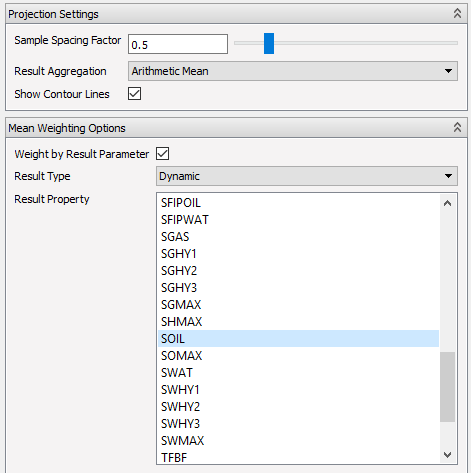 Projection Settings
Sample Spacing Factor 0.5
Result Aggregation Arithmetic Mean
Show Contour Lines
Mean Weighting Options
Weight by Result Parameter
Result Type Dynamic
Result Property
SFIPOIL
SFIPWAT
SGAS
SGHY1
SGHY2
SGHY3
SGMAX
SHMAX
SOIL
SOMAX
SWAT
SWHY1
SWHY2
SWHY3
SWMAX
TFBF